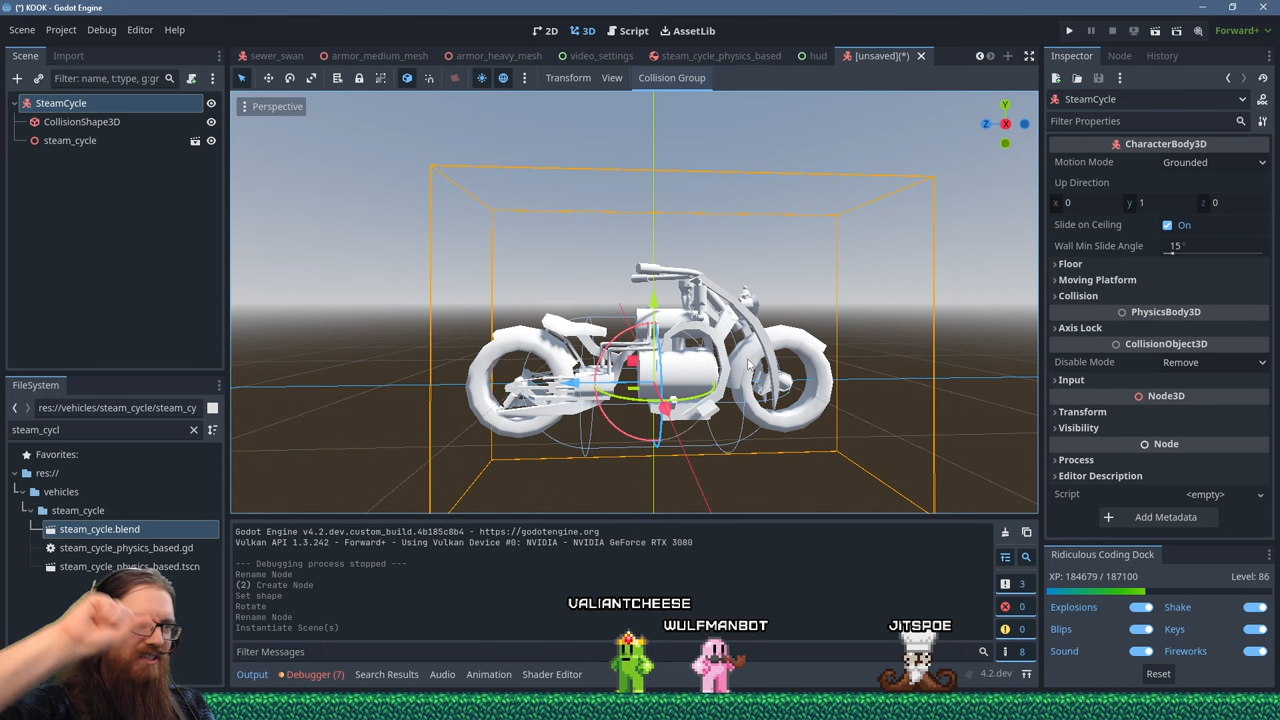 (*) KOOK - Godot Engine
Scene Project Debug Editor Help
2D 3D Script AssetLib
Forward+
Scene Import
sewer_swan armor_medium_mesh armor_heavy_mesh video_settings steam_cycle_physics_based hud [unsaved](*)
Inspector Node History
Filter: name, t:type, g:gr
Transform View Collision Group
SteamCycle
CollisionShape3D
steam_cycle
Perspective
Y
Z X
SteamCycle
Filter Properties
CharacterBody3D
Motion Mode Grounded
Up Direction
x 0 y 1 z 0
Slide on Ceiling On
Wall Min Slide Angle 15 °
Floor
Moving Platform
Collision
PhysicsBody3D
Axis Lock
CollisionObject3D
Disable Mode Remove
Input
Node3D
Transform
Visibility
Node
Process
Editor Description
Script <empty>
Add Metadata
FileSystem
res://vehicles/steam_cycle/steam_cy
steam_cycl
Favorites:
res://
vehicles
steam_cycle
steam_cycle.blend
steam_cycle_physics_based.gd
steam_cycle_physics_based.tscn
Godot Engine v4.2.dev.custom_build.4b185c8b4 - https://godotengine.org
Vulkan API 1.3.242 - Forward+ - Using Vulkan Device #0: NVIDIA - NVIDIA GeForce RTX 3080
--- Debugging process stopped ---
Rename Node
(2) Create Node
Set shape
Rotate
Rename Node
Instantiate Scene(s)
3
0
0
8
Filter Messages
Output Debugger (7) Search Results Audio Animation Shader Editor 4.2.dev
Ridiculous Coding Dock
XP: 184679 / 187100 Level: 86
Explosions Shake
Blips Keys
Sound Fireworks
Reset
VALIANTCHEESE
WULFMANBOT
JITSPOE